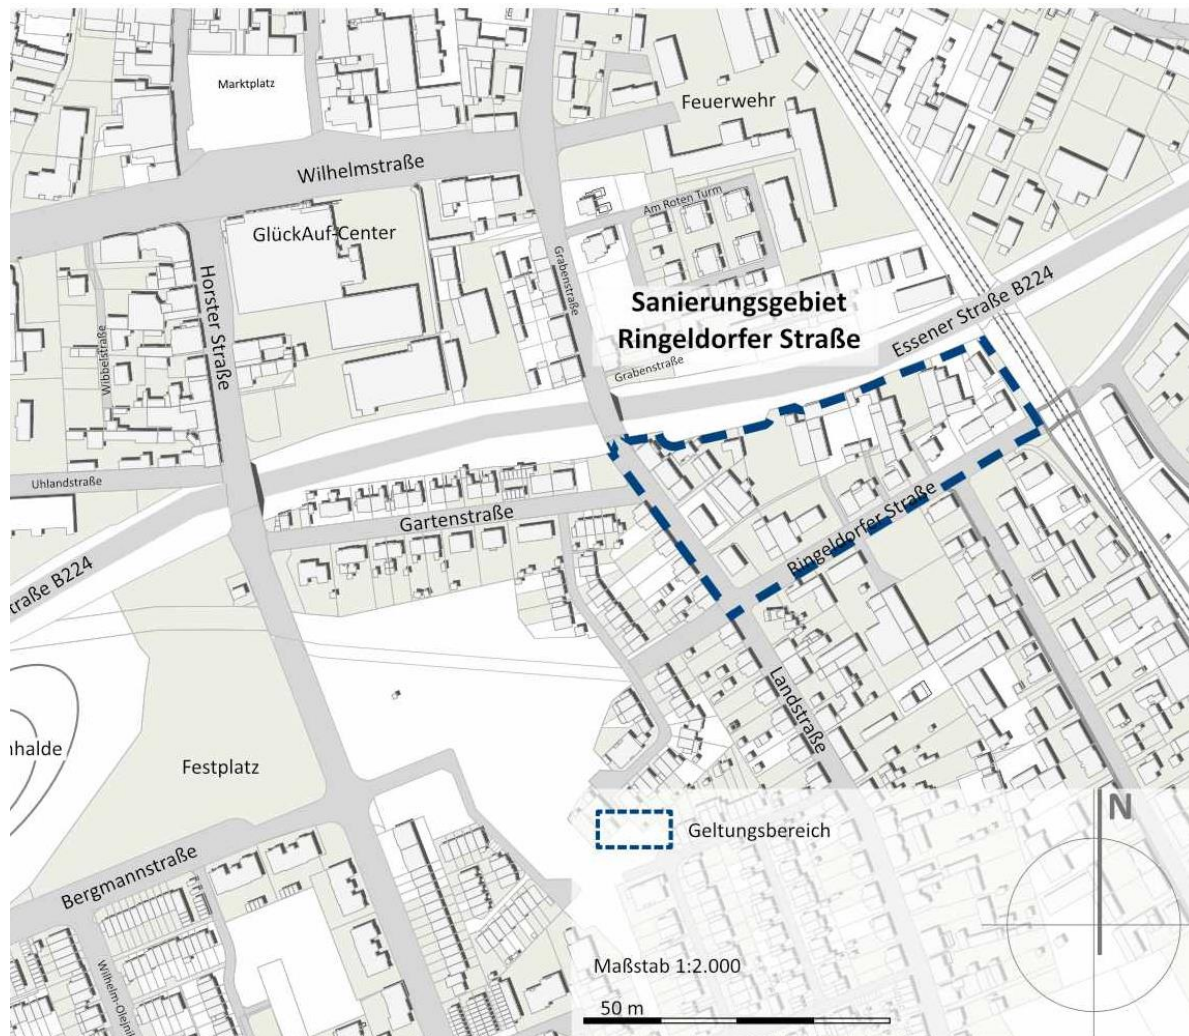 Marktplatz
Feuerwehr
Wilhelmstraße
Am Roten Turm
GlückAuf-Center
Grabenstraße
Horster Straße
Wibbelstraße
Sanierungsgebiet
Ringeldorfer Straße
Essener Straße B224
Grabenstraße
Uhlandstraße
Gartenstraße
Ringeldorfer Straße
traße B224
Landstraße
nhalde
Festplatz
N
Geltungsbereich
Bergmannstraße
Maßstab 1:2.000
50 m